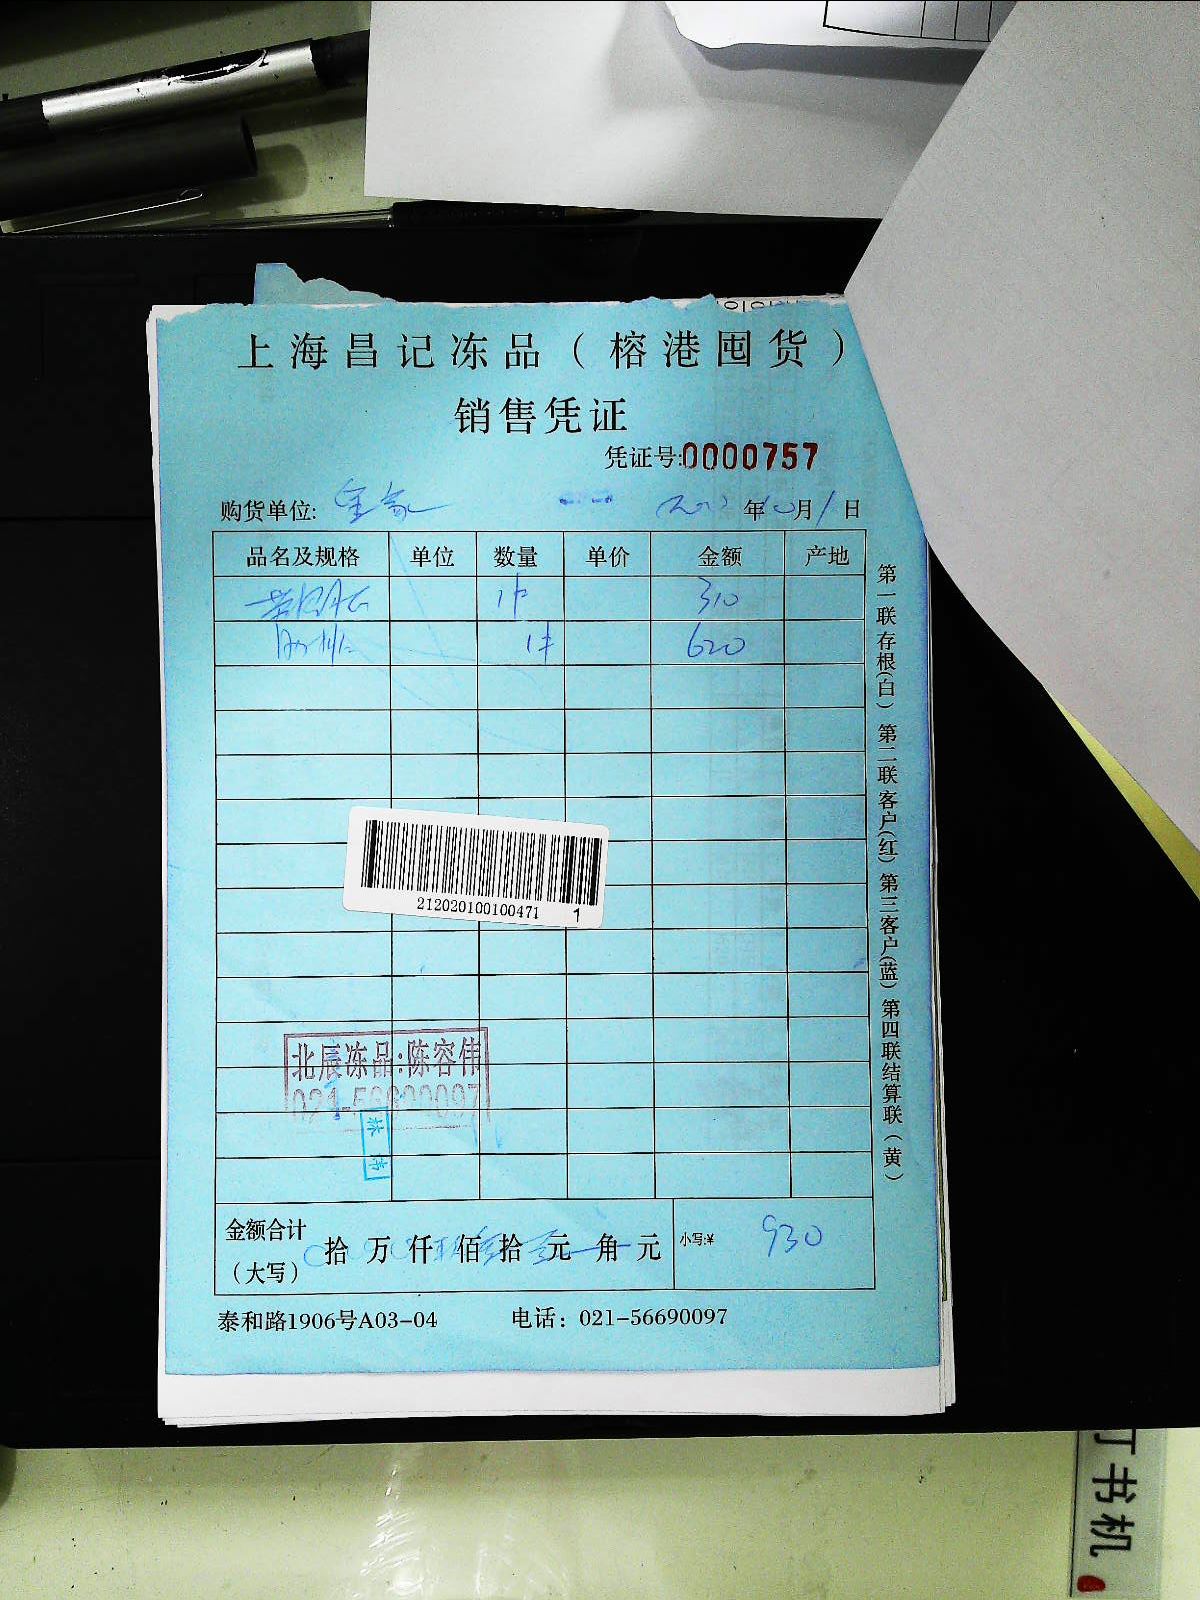 上海昌记冻品（榕港囤货）
销售凭证
凭证号:0000757
购货单位: 年 月 日
品名及规格 单位 数量 单价 金额 产地
310
620
212020100100471 1
北辰冻品:陈容伟
021-56690097
金额合计（大写） 拾 万 仟 佰 拾 元 角 元 小写:¥ 930
泰和路1906号A03-04 电话：021-56690097
第一联存根(白) 第二联客户(红) 第三客户(蓝) 第四联结算联(黄)
丁书机